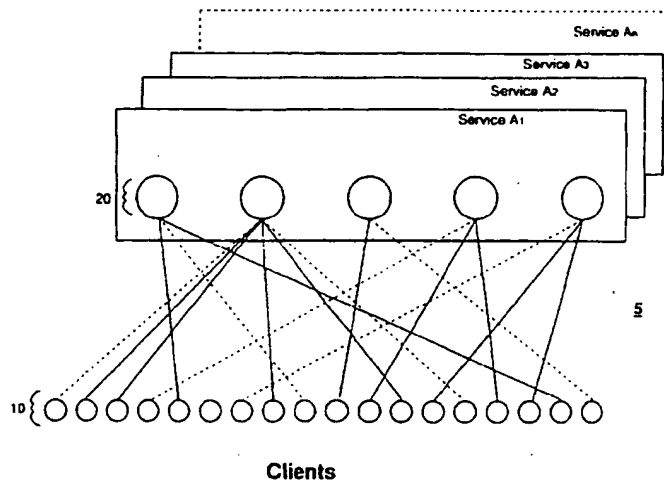 Service An
Service A3
Service A2
Service A1
20
5
10
Clients